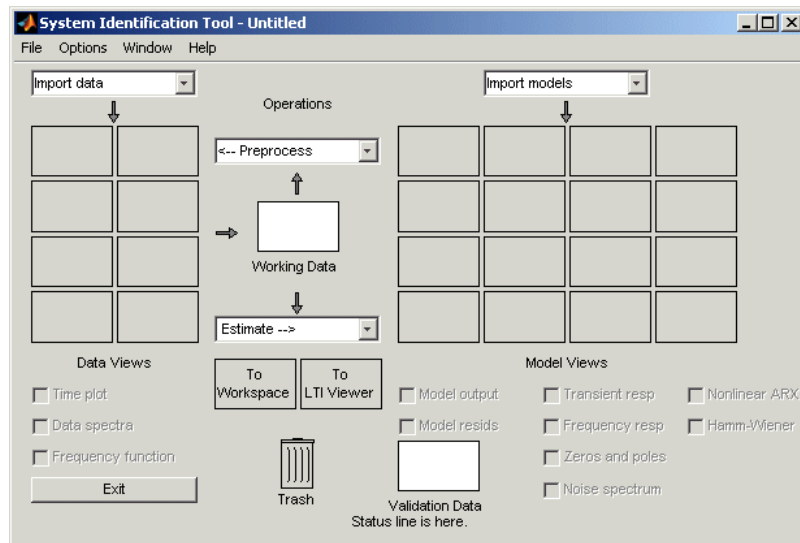 System Identification Tool - Untitled
File Options Window Help
Import data
Import models
Operations
<-- Preprocess
Working Data
Estimate -->
Data Views
Time plot
Data spectra
Frequency function
Exit
To
Workspace
To
LTI Viewer
Trash
Model Views
Model output
Transient resp
Nonlinear ARX
Model resids
Frequency resp
Hamm-Wiener
Zeros and poles
Noise spectrum
Validation Data
Status line is here.